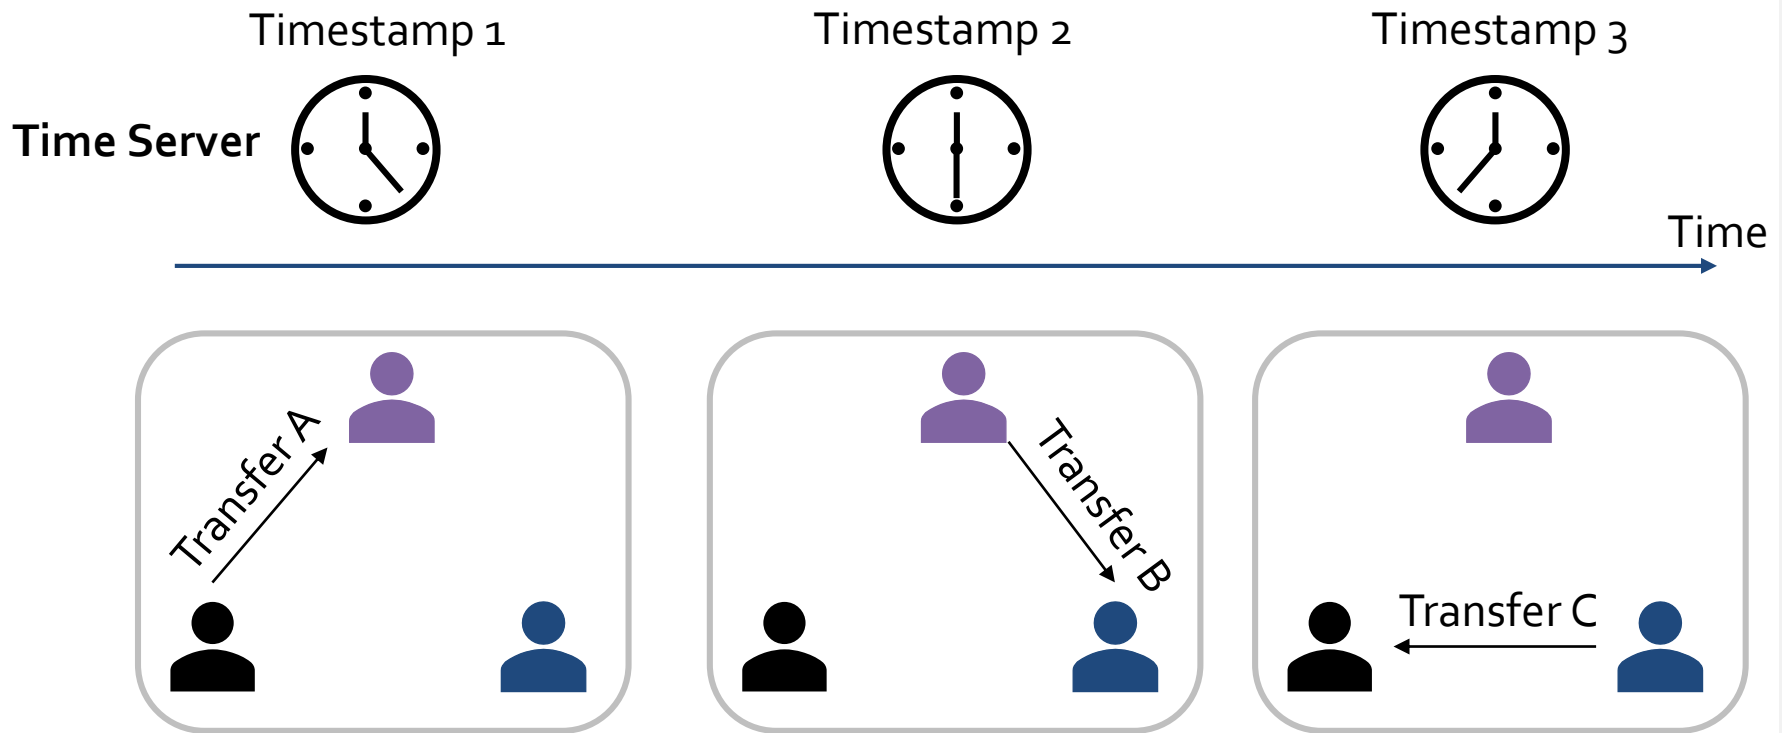 Timestamp 1
Timestamp 2
Timestamp 3
Time Server
Time
Transfer A
Transfer B
Transfer C